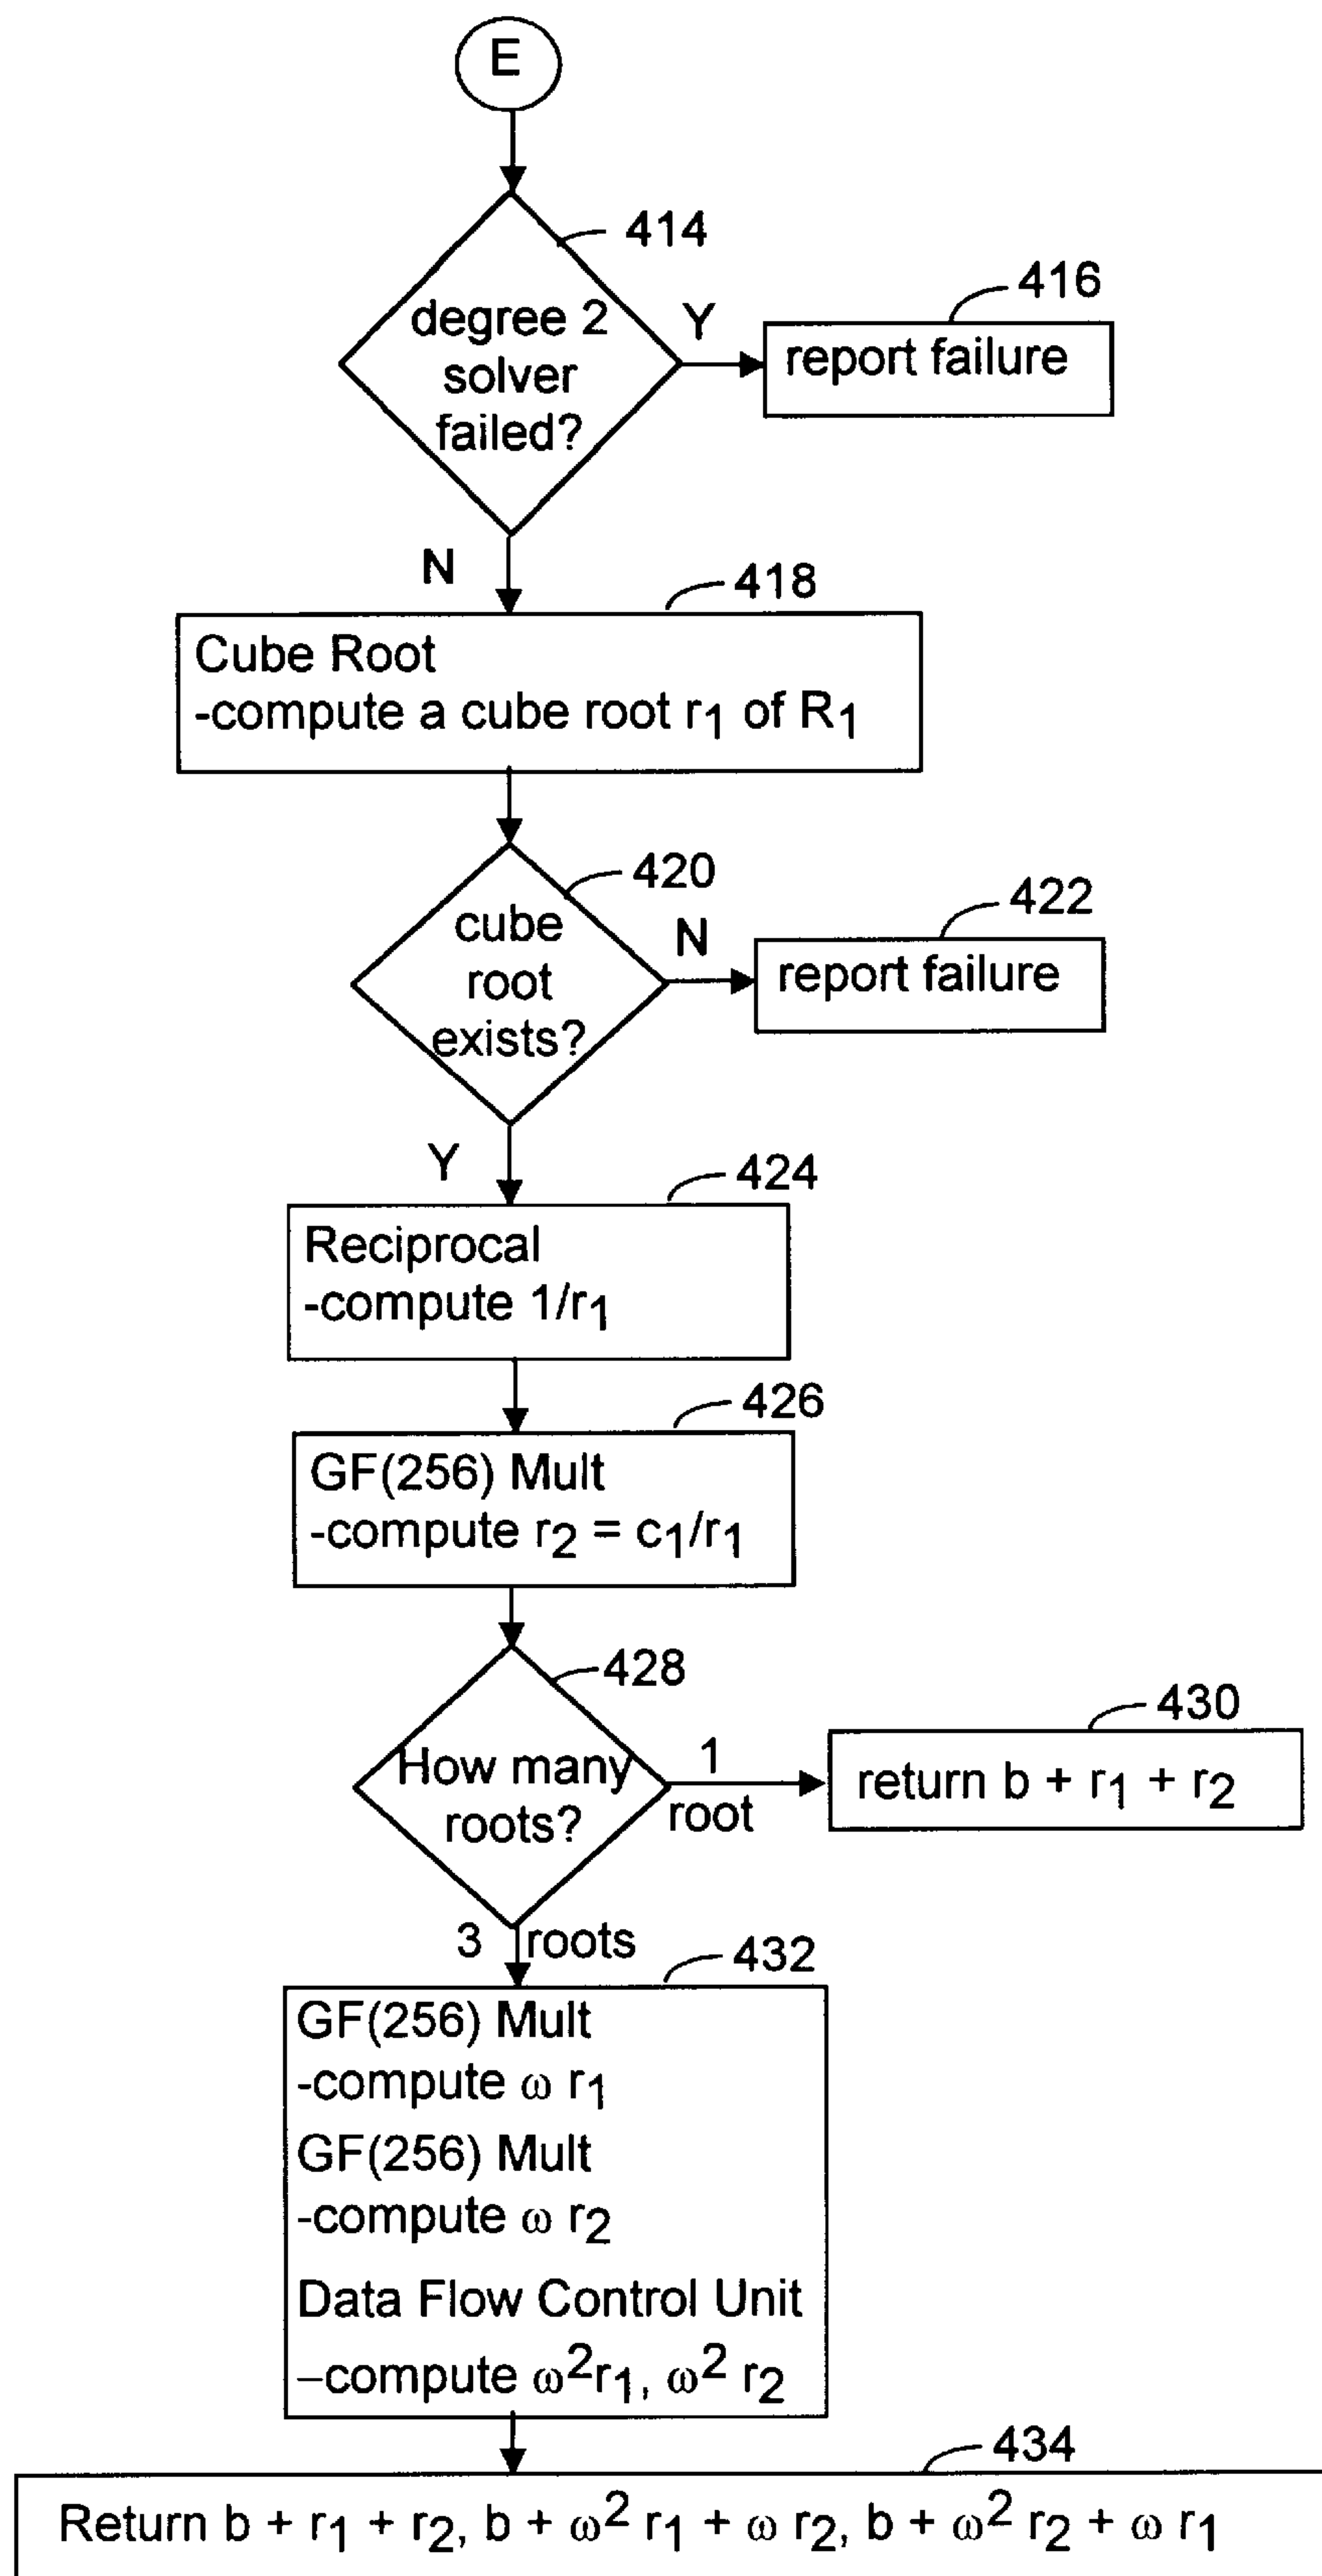 E
414
degree 2
solver
failed?
Y
416
report failure
N
418
Cube Root
-compute a cube root r₁ of R₁
420
cube
root
exists?
N
422
report failure
Y
424
Reciprocal
-compute 1/r₁
426
GF(256) Mult
-compute r₂ = c₁/r₁
428
How many
roots?
1
root
430
return b + r₁ + r₂
3 roots
432
GF(256) Mult
-compute ω r₁
GF(256) Mult
-compute ω r₂
Data Flow Control Unit
–compute ω²r₁, ω² r₂
434
Return b + r₁ + r₂, b + ω² r₁ + ω r₂, b + ω² r₂ + ω r₁